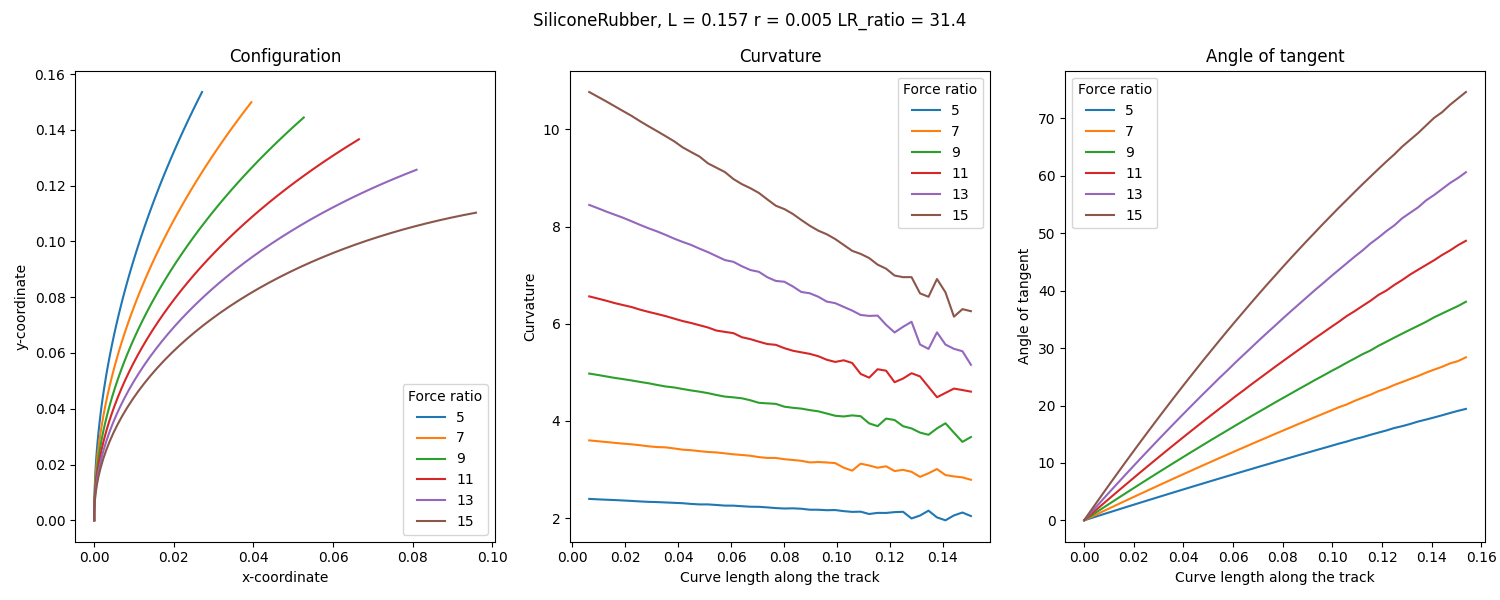 SiliconeRubber, L = 0.157 r = 0.005 LR_ratio = 31.4
Configuration
y-coordinate
0.16
0.14
0.12
0.10
0.08
0.06
0.04
0.02
0.00
Force ratio
5
7
9
11
13
15
0.00 0.02 0.04 0.06 0.08 0.10
x-coordinate
Curvature
Curvature
10
8
6
4
2
Force ratio
5
7
9
11
13
15
0.00 0.02 0.04 0.06 0.08 0.10 0.12 0.14
Curve length along the track
Angle of tangent
Angle of tangent
70
60
50
40
30
20
10
0
Force ratio
5
7
9
11
13
15
0.00 0.02 0.04 0.06 0.08 0.10 0.12 0.14 0.16
Curve length along the track